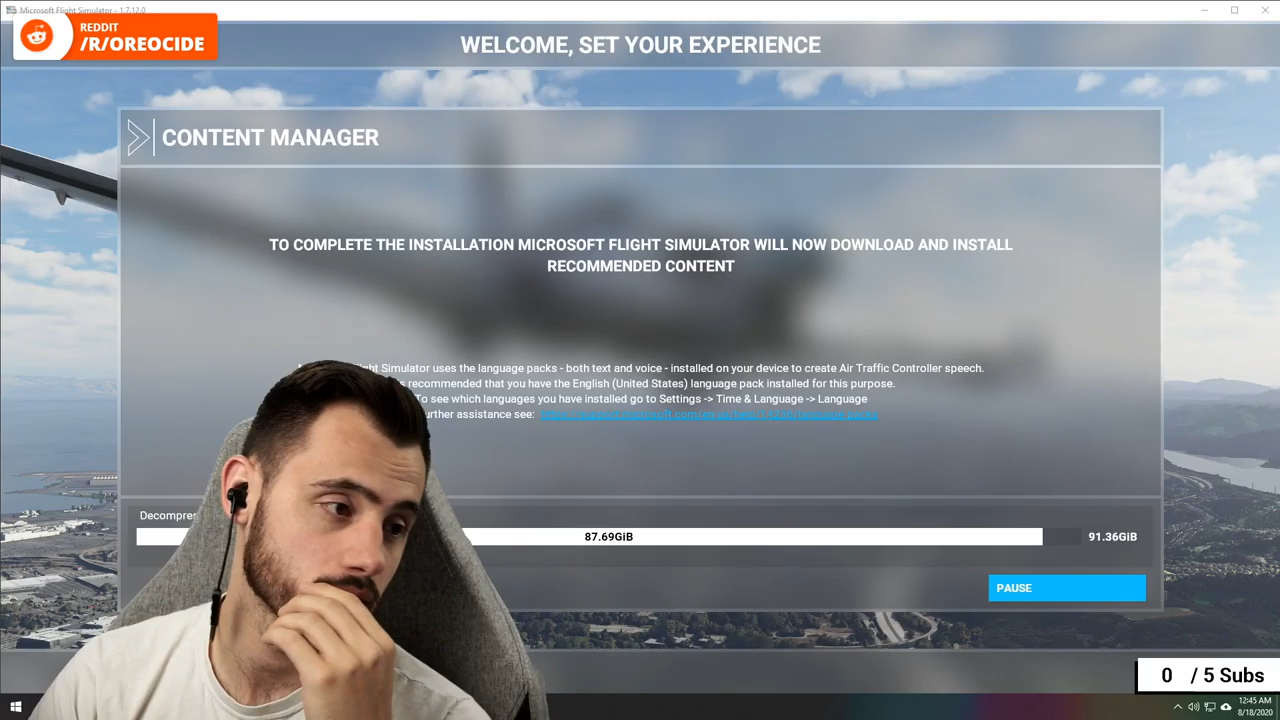 Microsoft Flight Simulator - 1.7.12.0
REDDIT
/R/OREOCIDE
WELCOME, SET YOUR EXPERIENCE
CONTENT MANAGER
TO COMPLETE THE INSTALLATION MICROSOFT FLIGHT SIMULATOR WILL NOW DOWNLOAD AND INSTALL
RECOMMENDED CONTENT
Simulator uses the language packs - both text and voice - installed on your device to create Air Traffic Controller speech.
recommended that you have the English (United States) language pack installed for this purpose.
To see which languages you have installed go to Settings -> Time & Language -> Language
assistance see:
87.69GiB
91.36GiB
PAUSE
0 / 5 Subs
12:45 AM
8/18/2020